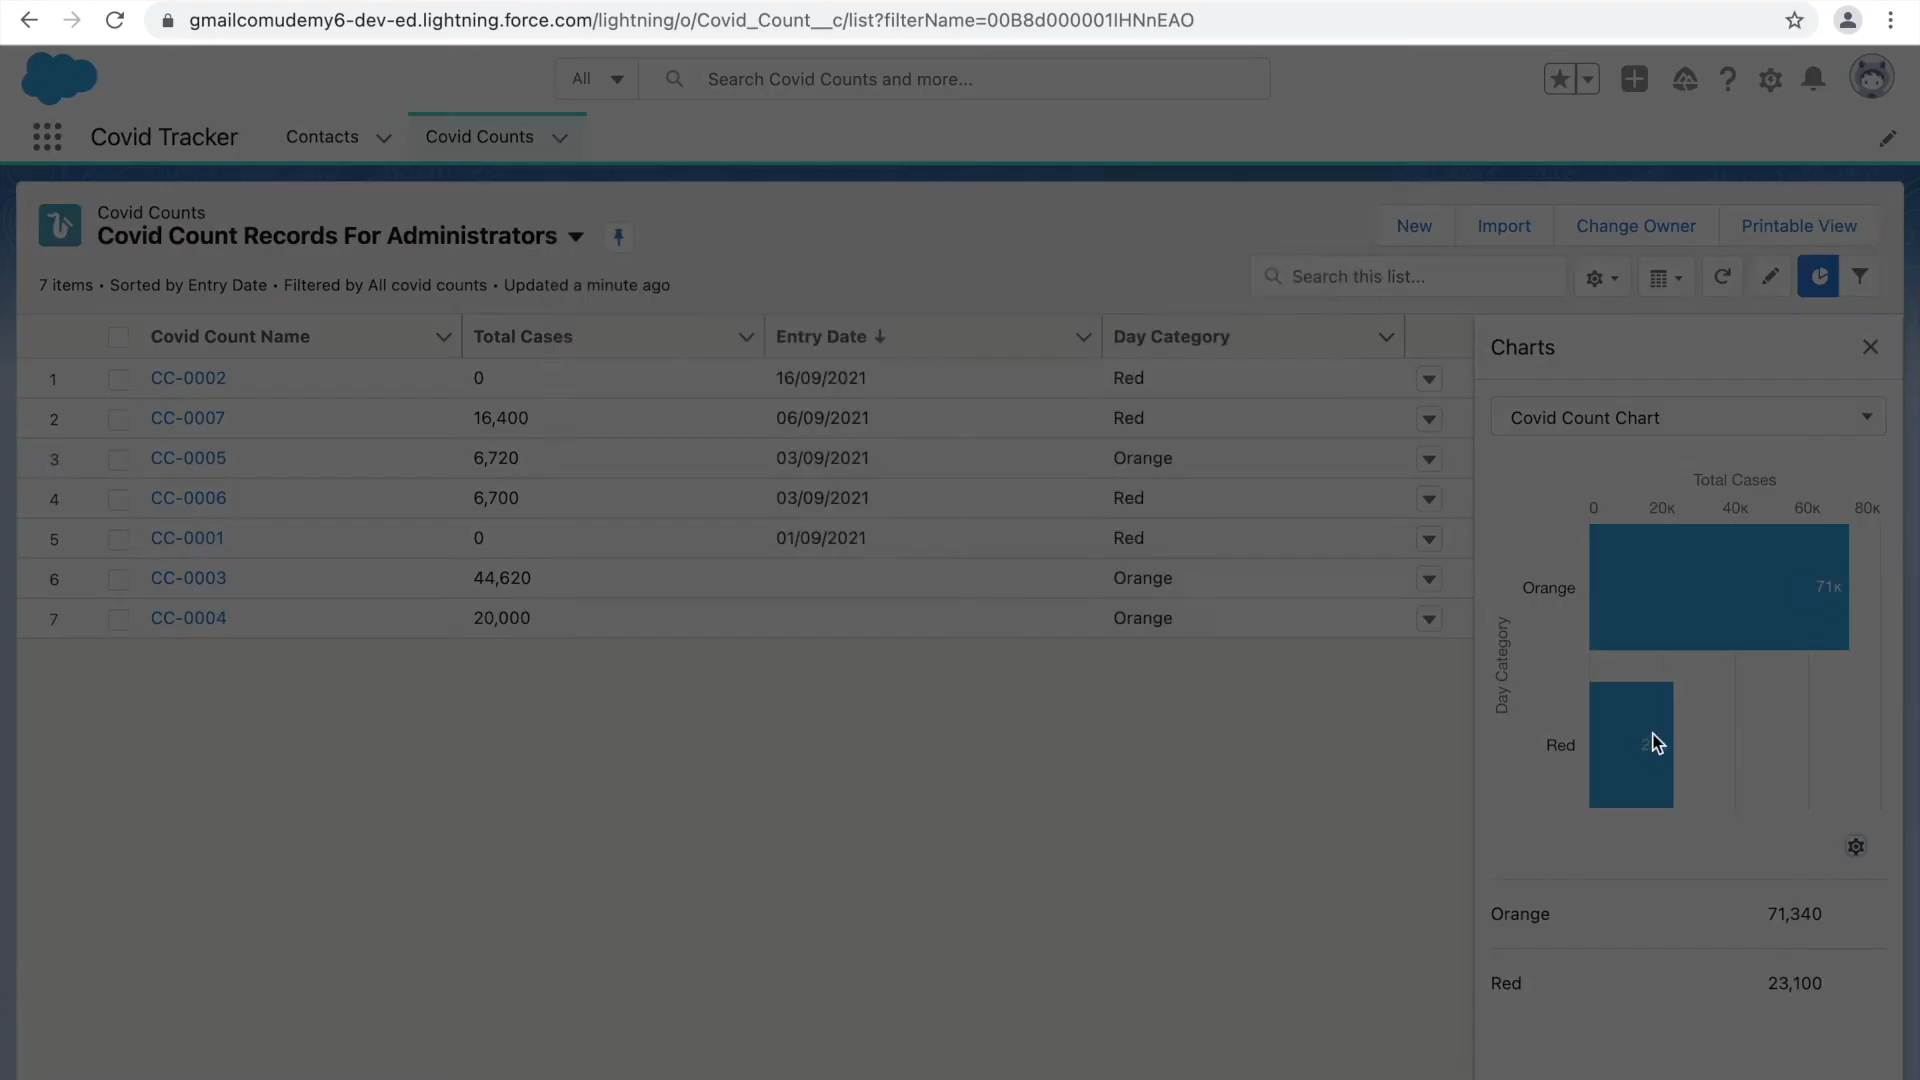 gmailcomudemy6-dev-ed.lightning.force.com/lightning/o/Covid_Count__c/list?filterName=00B8d000001IHNnEAO
All
Search Covid Counts and more...
Covid Tracker
Contacts
Covid Counts
Covid Counts
Covid Count Records For Administrators
New
Import
Change Owner
Printable View
7 items • Sorted by Entry Date • Filtered by All covid counts • Updated a minute ago
Search this list...
Covid Count Name Total Cases Entry Date Day Category
1 CC-0002 0 16/09/2021 Red
2 CC-0007 16,400 06/09/2021 Red
3 CC-0005 6,720 03/09/2021 Orange
4 CC-0006 6,700 03/09/2021 Red
5 CC-0001 0 01/09/2021 Red
6 CC-0003 44,620 Orange
7 CC-0004 20,000 Orange
Charts
Covid Count Chart
Total Cases
0 20K 40K 60K 80K
Day Category
Orange 71K
Red
Orange 71,340
Red 23,100